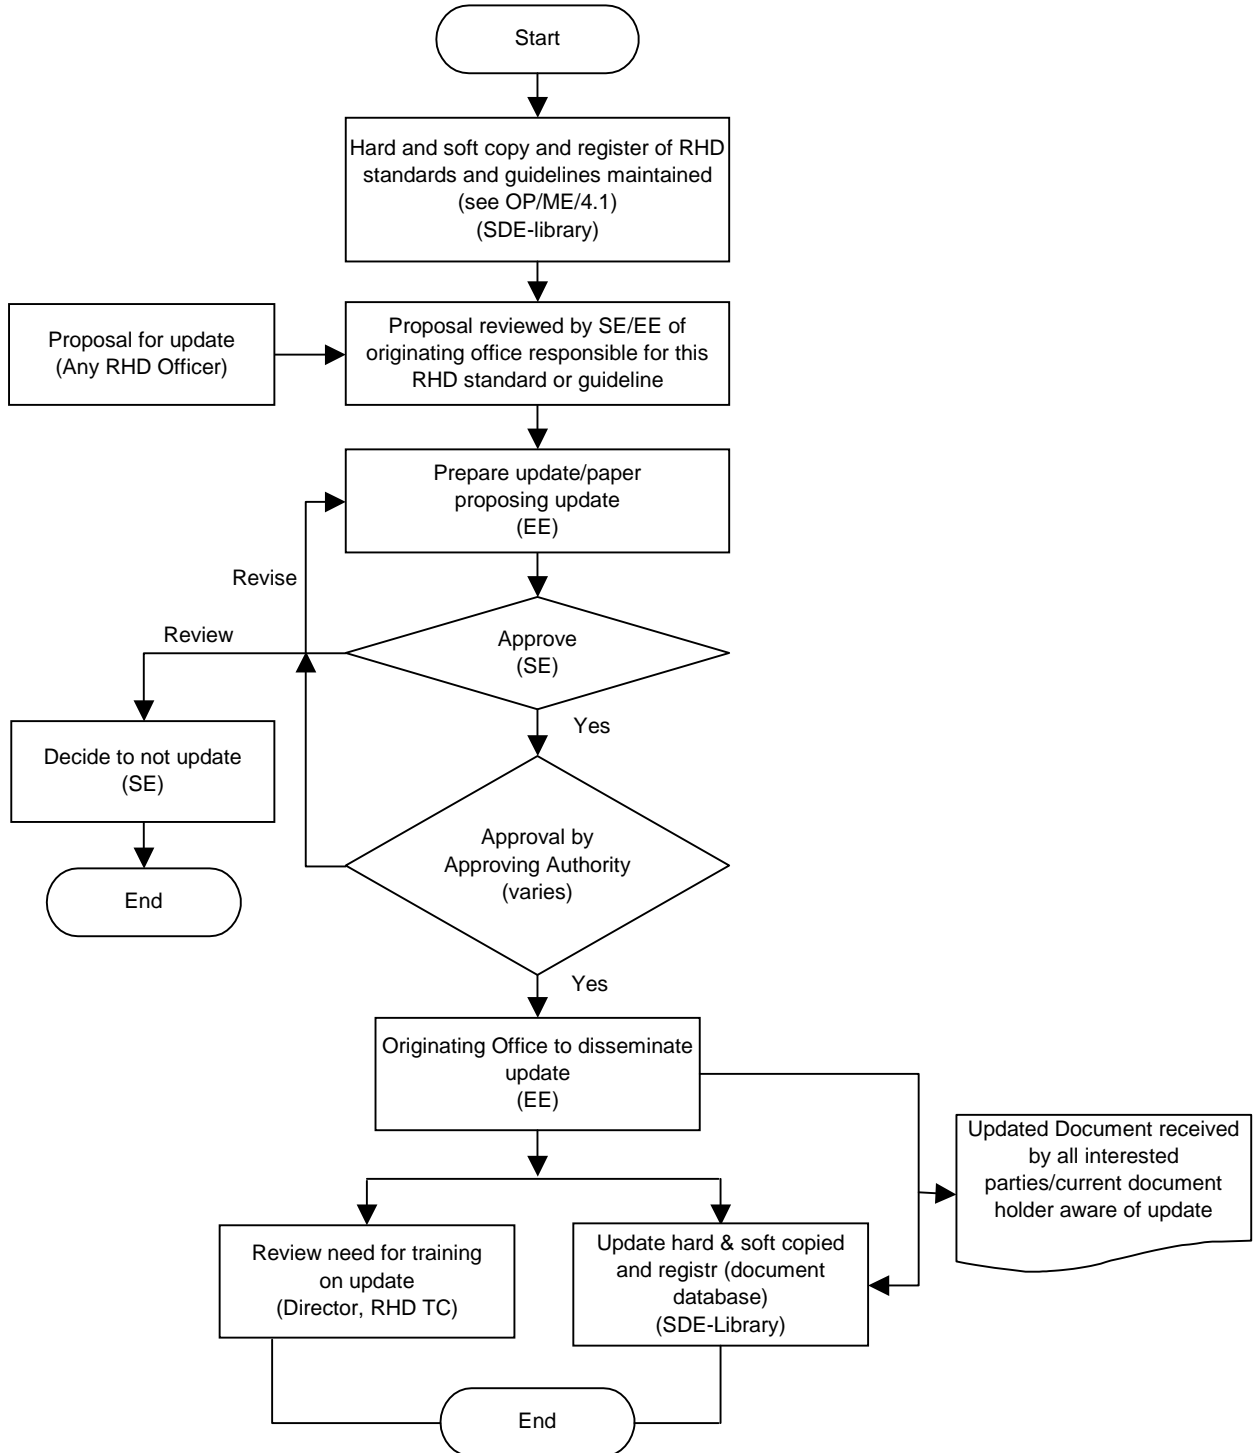 Start
Hard and soft copy and register of RHD
standards and guidelines maintained
(see OP/ME/4.1)
(SDE-library)
Proposal for update
(Any RHD Officer)
Proposal reviewed by SE/EE of
originating office responsible for this
RHD standard or guideline
Prepare update/paper
proposing update
(EE)
Revise
Review
Approve
(SE)
Yes
Decide to not update
(SE)
End
Approval by
Approving Authority
(varies)
Yes
Originating Office to disseminate
update
(EE)
Updated Document received
by all interested
parties/current document
holder aware of update
Review need for training
on update
(Director, RHD TC)
Update hard & soft copied
and registr (document
database)
(SDE-Library)
End